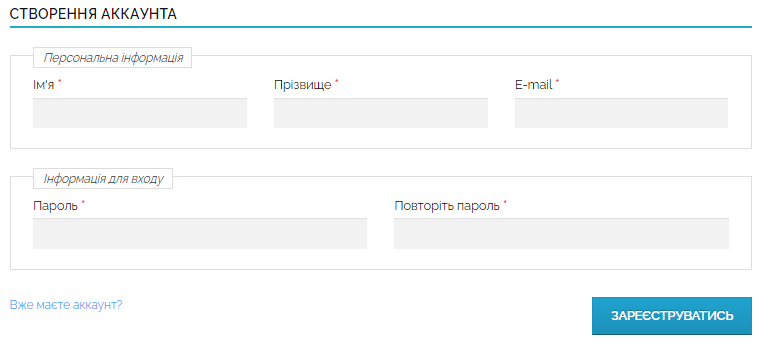 СТВОРЕННЯ АККАУНТА
Персональна інформація
Ім'я * Прізвище * E-mail *
Інформація для входу
Пароль * Повторіть пароль *
Вже маєте аккаунт? ЗАРЕЄСТРУВАТИСЬ